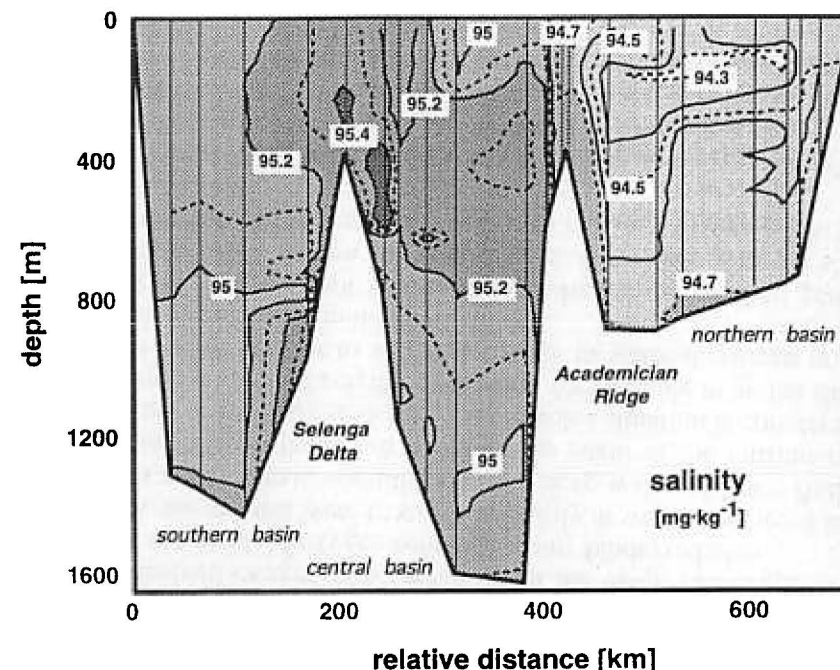 0
400
800
1200
1600
depth [m]
0
200
400
600
relative distance [km]
95
94.7
94.5
94.3
95.2
95.4
95.2
94.5
95
95.2
94.7
95
northern basin
Academician
Ridge
Selenga
Delta
southern basin
central basin
salinity
[mg·kg-1]